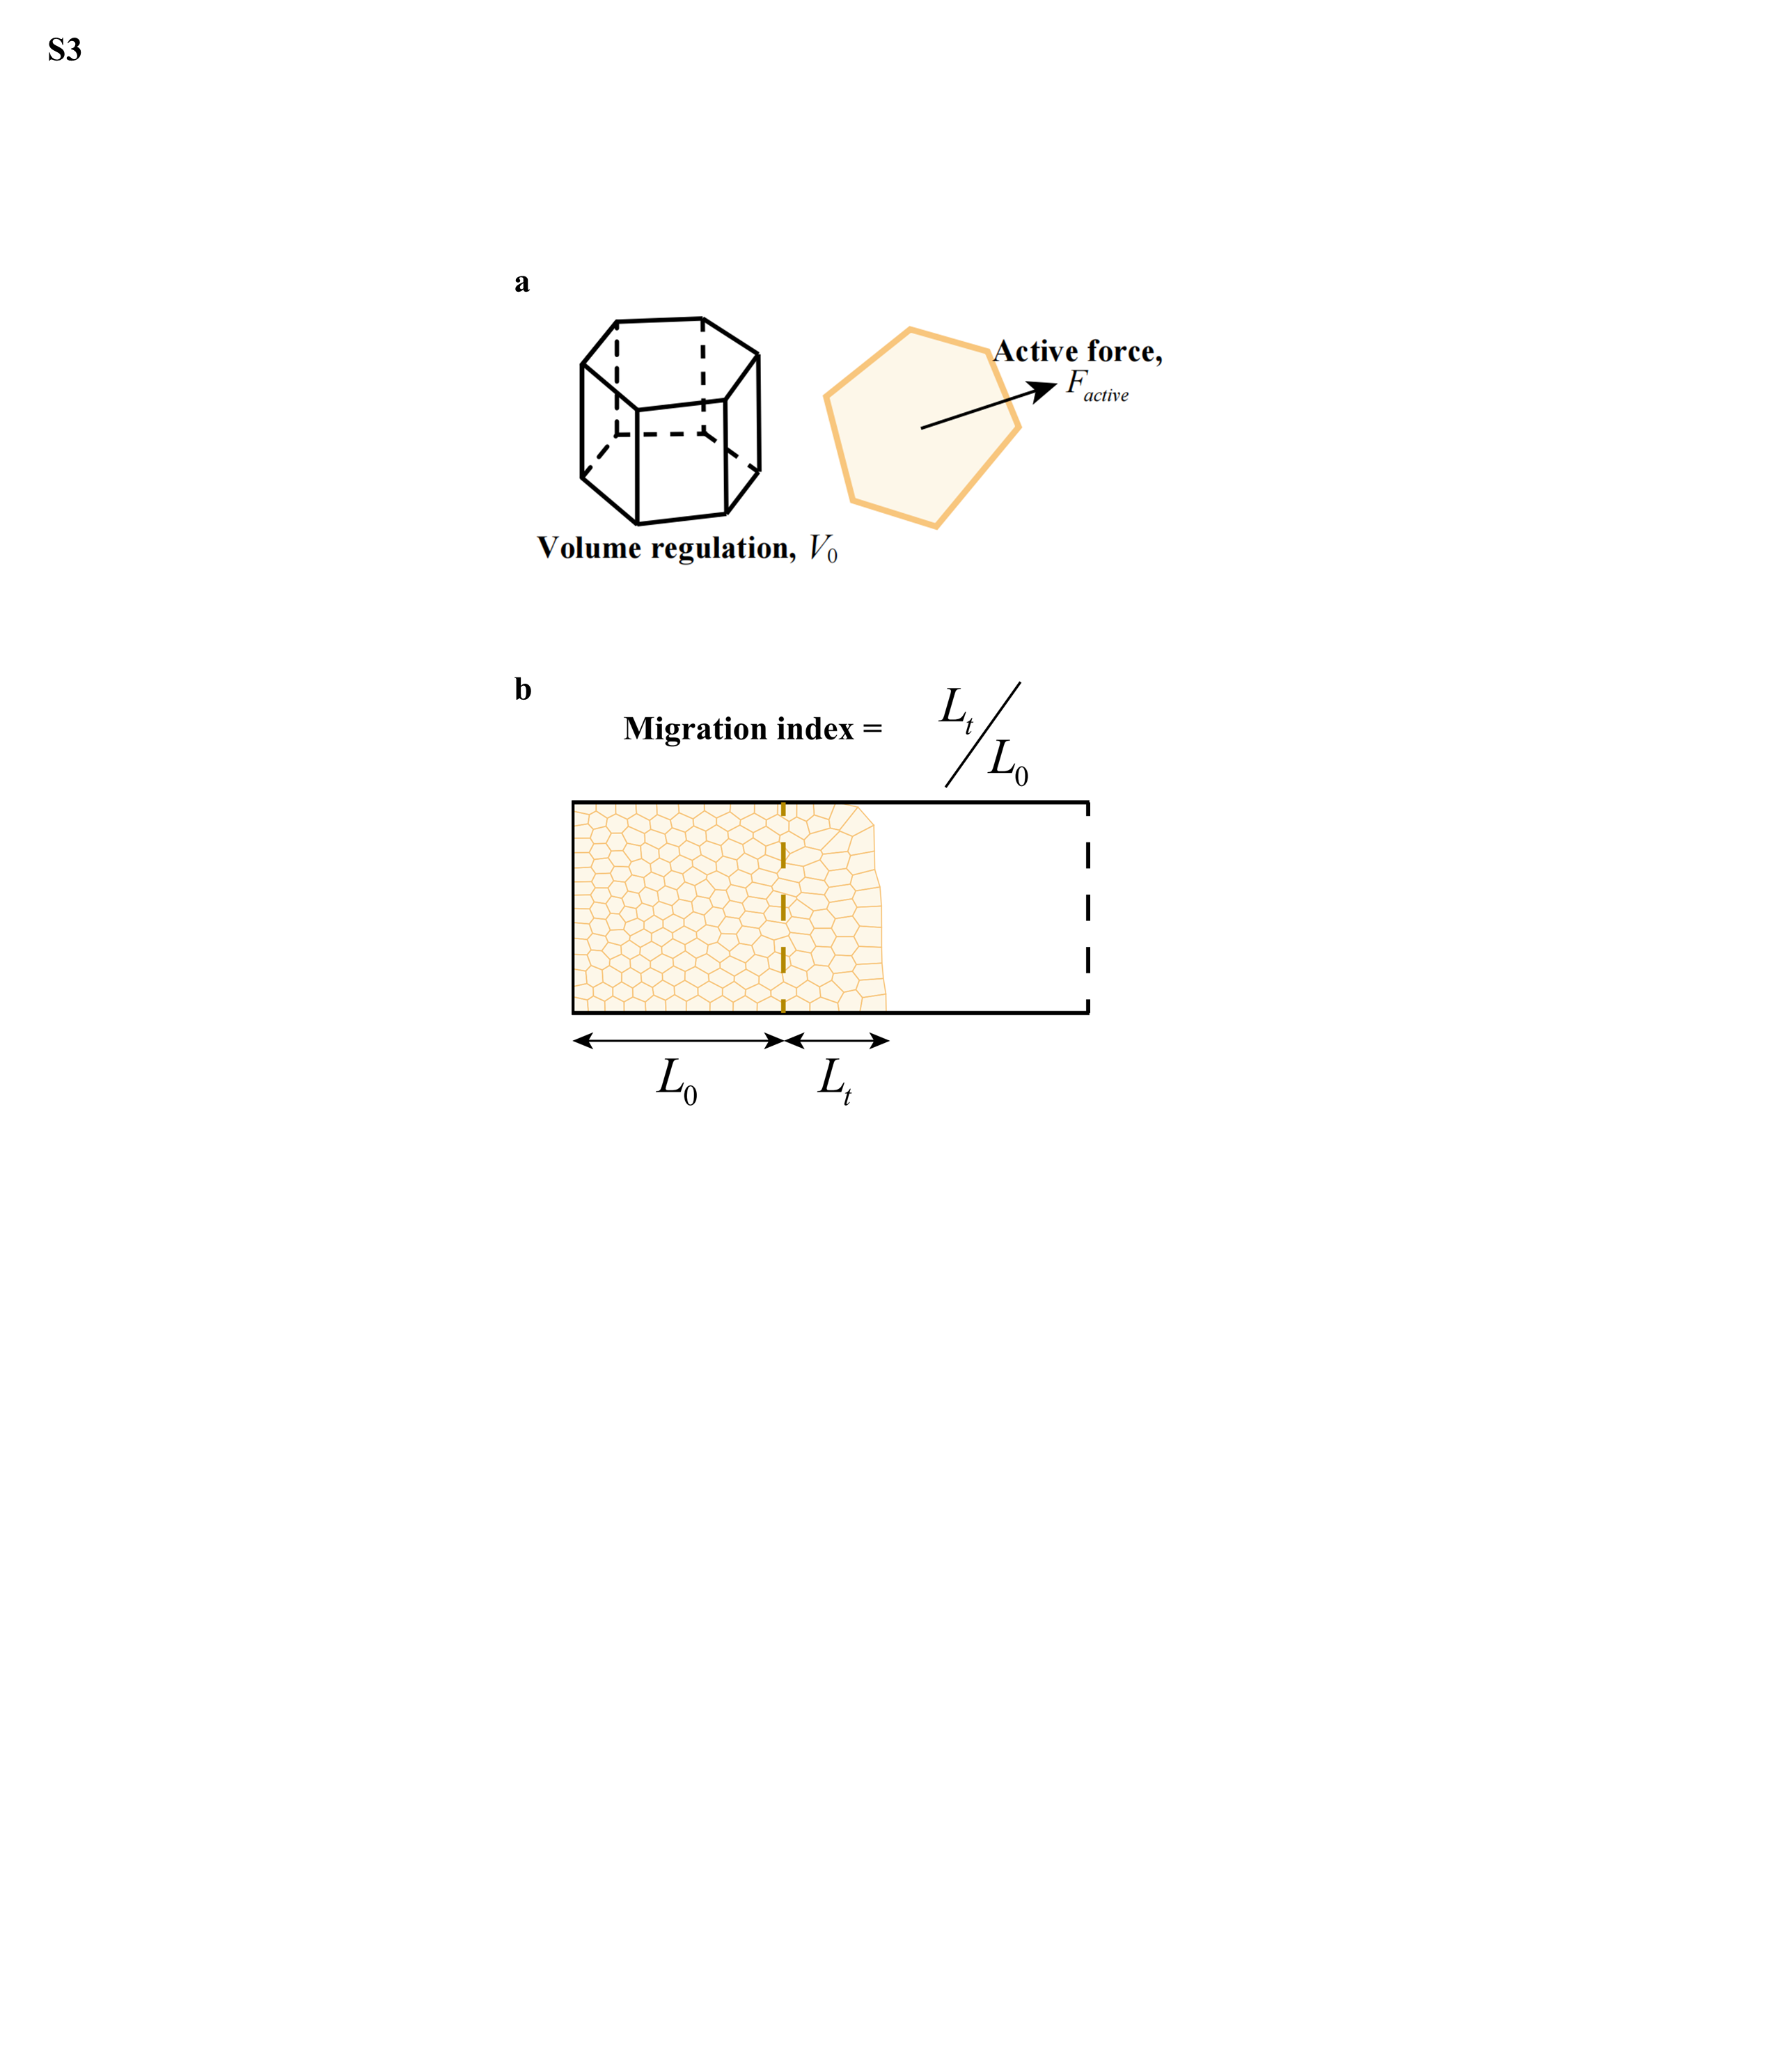 S3
a
Active force,
F_active
Volume regulation, V_0
b
Migration index = L_t / L_0
L_0 L_t